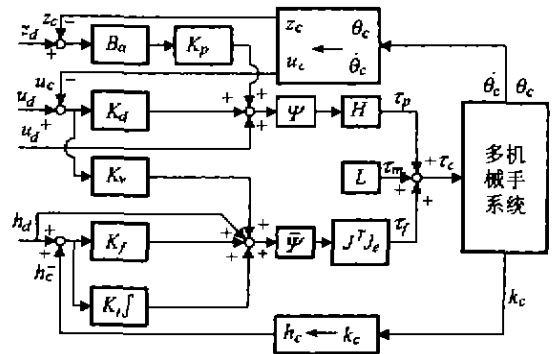 z_c − z_c θ_c
z_d + B_a K_p u_c ← θ̇_c
u_c −
u_d + K_d + + + Ψ H τ_p θ̇_c θ_c
u_d
K_v L τ_m + + + τ_c 多机械手系统
h_d + K_f + + + + Ψ̄ JᵀJ_e τ_f
h_c −
K_I∫ h_c ← k_c k_c